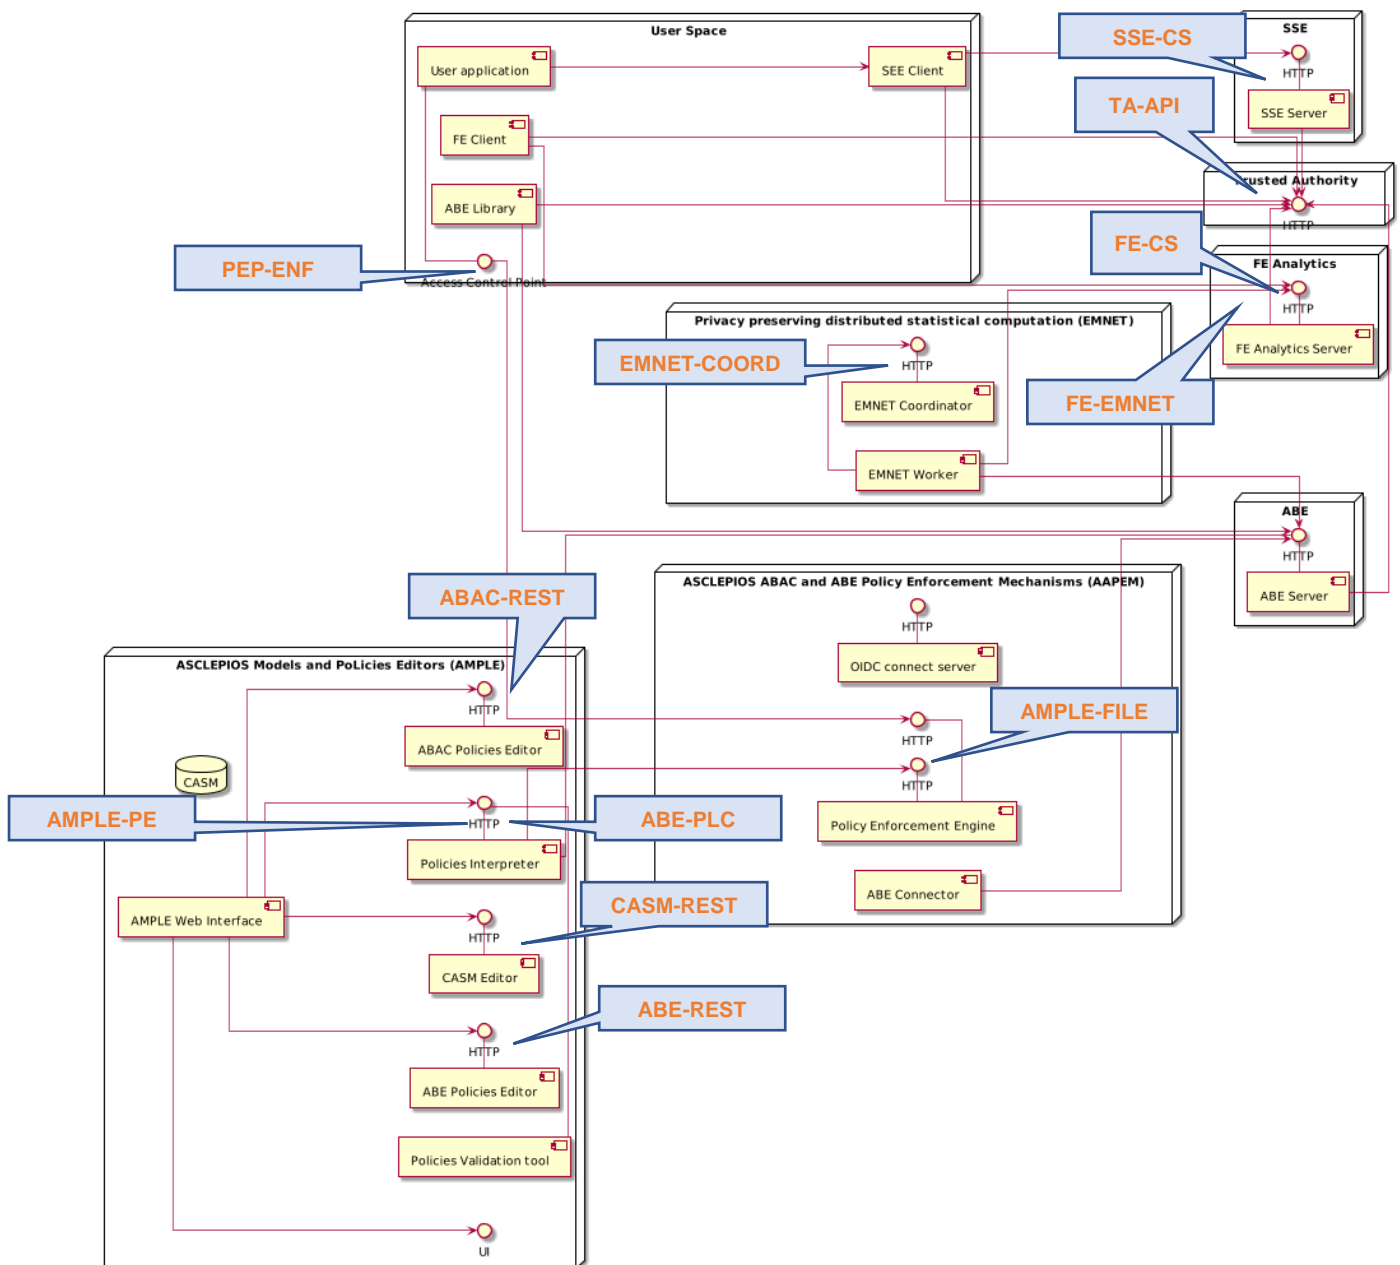 User Space
SSE
SSE-CS
User application
SEE Client
HTTP
SSE Server
TA-API
FE Client
Trusted Authority
HTTP
ABE Library
FE-CS
PEP-ENF
Access Control Point
FE Analytics
HTTP
FE Analytics Server
Privacy preserving distributed statistical computation (EMNET)
HTTP
EMNET-COORD
EMNET Coordinator
FE-EMNET
EMNET Worker
ABE
HTTP
ABE Server
ASCLEPIOS ABAC and ABE Policy Enforcement Mechanisms (AAPEM)
ABAC-REST
HTTP
OIDC connect server
ASCLEPIOS Models and PoLicies Editors (AMPLE)
HTTP
ABAC Policies Editor
AMPLE-FILE
HTTP
CASM
HTTP
AMPLE-PE
HTTP
ABE-PLC
Policy Enforcement Engine
Policies Interpreter
ABE Connector
CASM-REST
AMPLE Web Interface
HTTP
CASM Editor
ABE-REST
HTTP
ABE Policies Editor
Policies Validation tool
UI